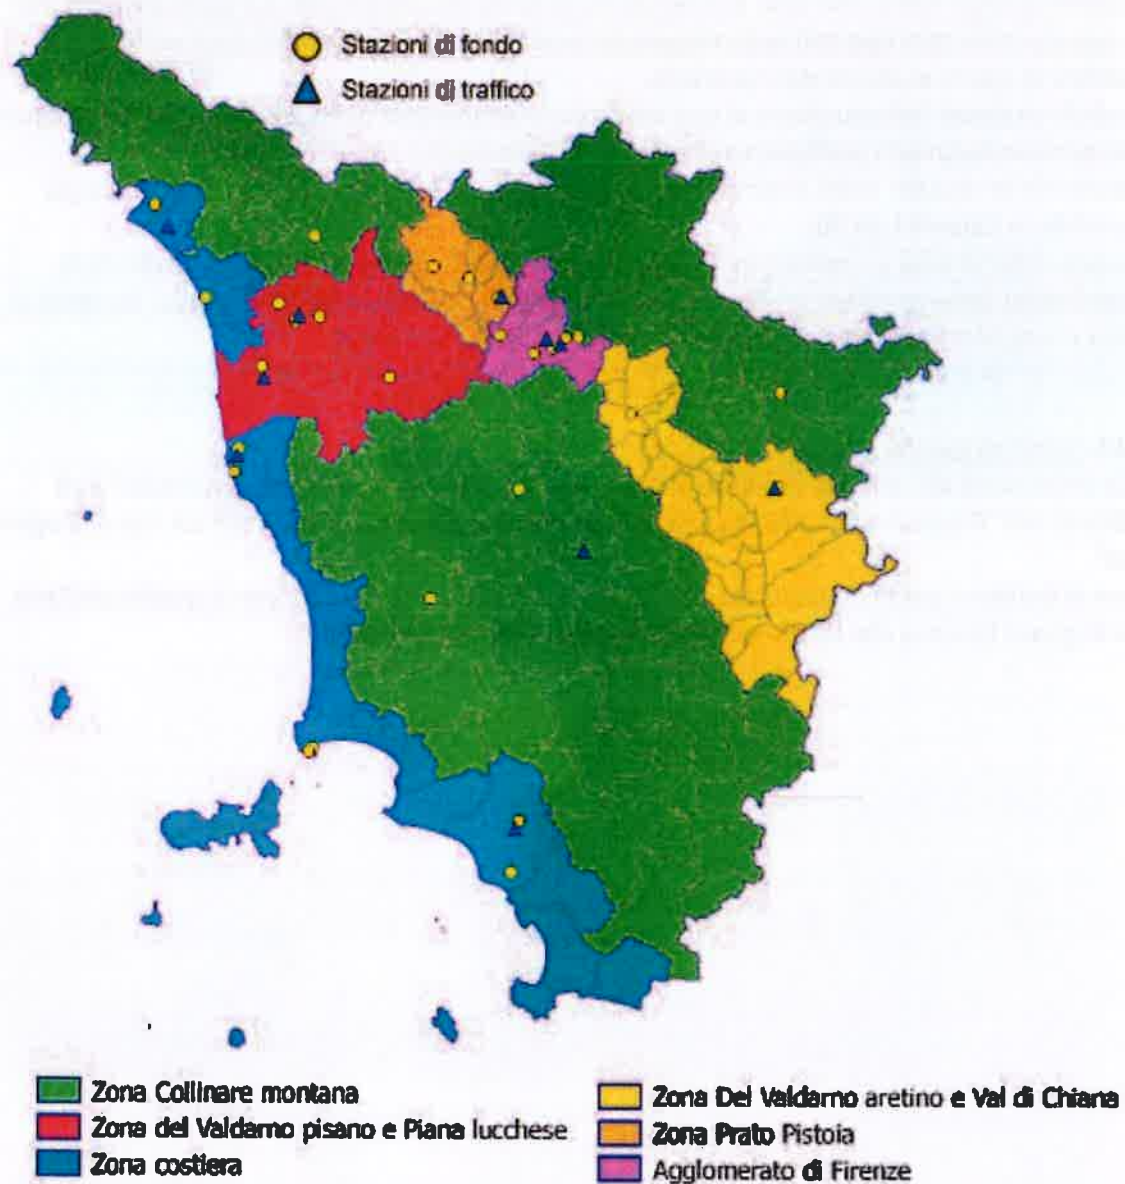 Stazioni di fondo
Stazioni di traffico
Zona Collinare montana
Zona del Valdarno pisano e Piana lucchese
Zona costiera
Zona Del Valdarno aretino e Val di Chiana
Zona Prato Pistoia
Agglomerato di Firenze